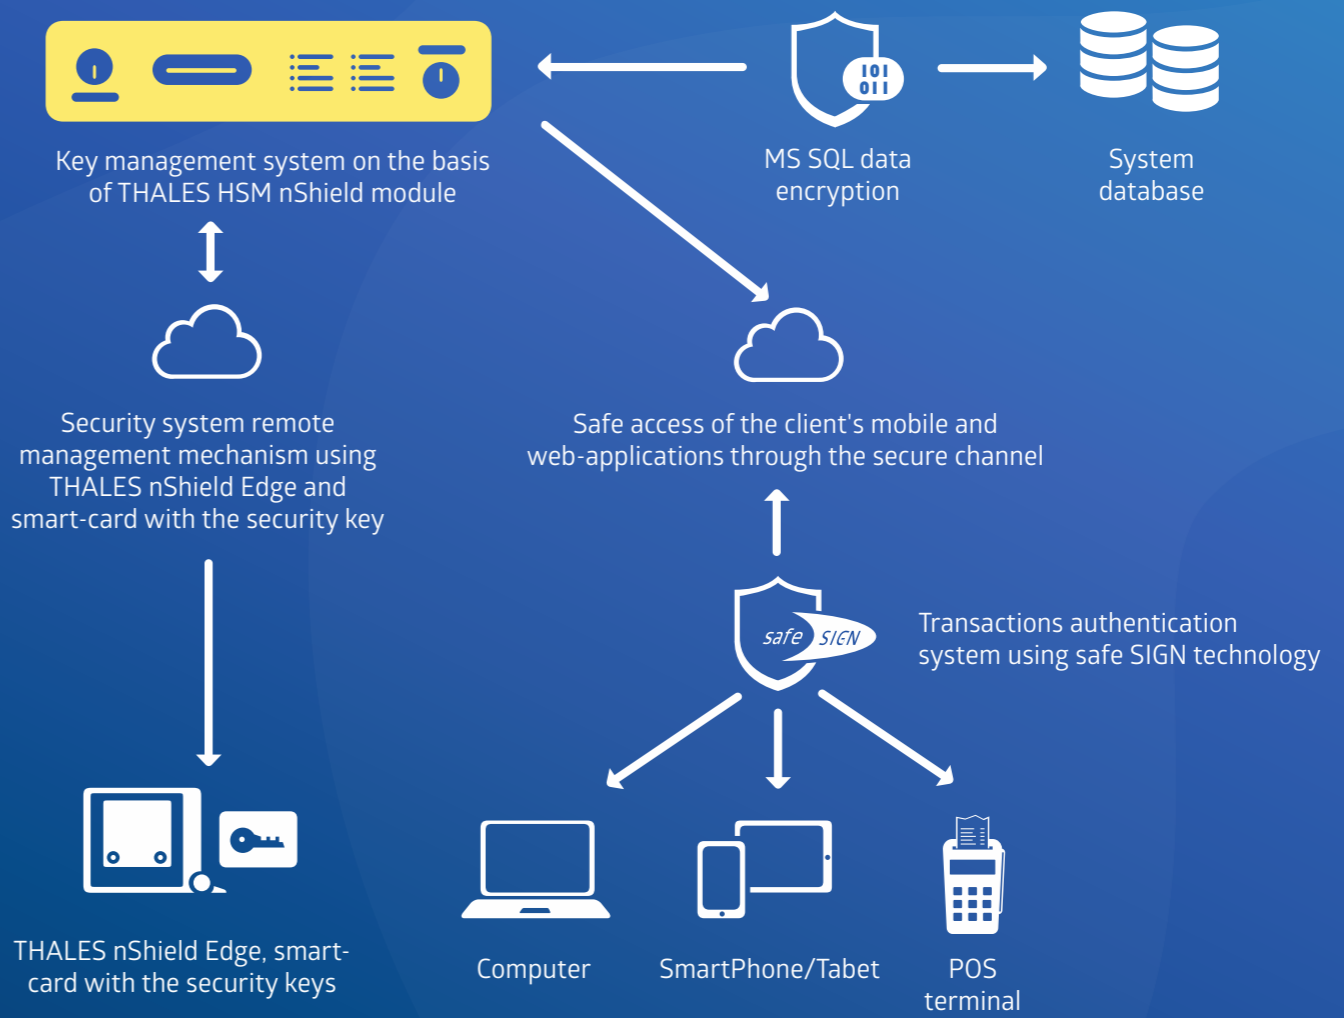 101
011
Key management system on the basis
of THALES HSM nShield module
MS SQL data
encryption
System
database
Security system remote
management mechanism using
THALES nShield Edge and
smart-card with the security key
Safe access of the client's mobile and
web-applications through the secure channel
safe SIGN
Transactions authentication
system using safe SIGN technology
THALES nShield Edge, smart-
card with the security keys
Computer
SmartPhone/Tabet
POS
terminal